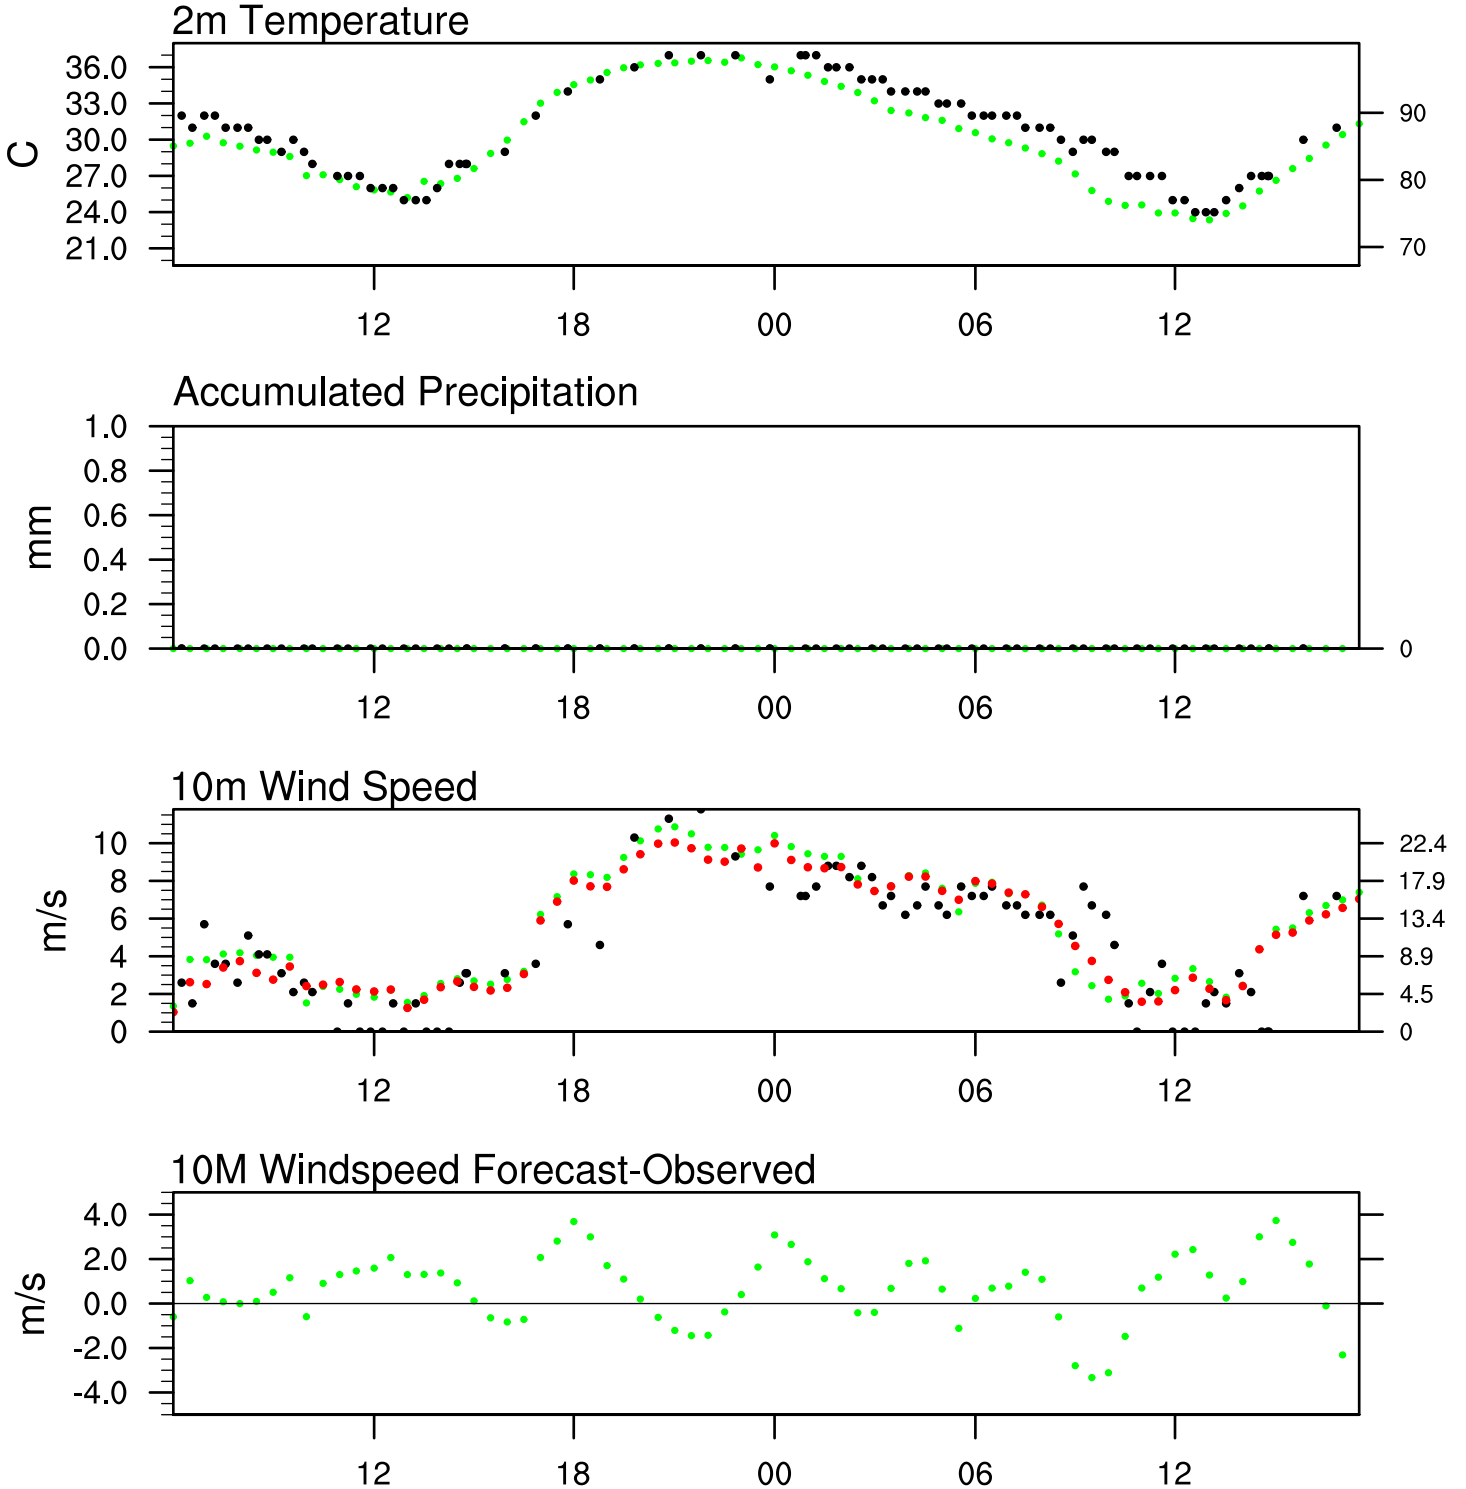 2m Temperature
C
36.0
33.0
30.0
27.0
24.0
21.0
90
80
70
12 18 00 06 12
Accumulated Precipitation
mm
1.0
0.8
0.6
0.4
0.2
0.0
0
12 18 00 06 12
10m Wind Speed
m/s
10
8
6
4
2
0
22.4
17.9
13.4
8.9
4.5
0
12 18 00 06 12
10M Windspeed Forecast-Observed
m/s
4.0
2.0
0.0
-2.0
-4.0
12 18 00 06 12